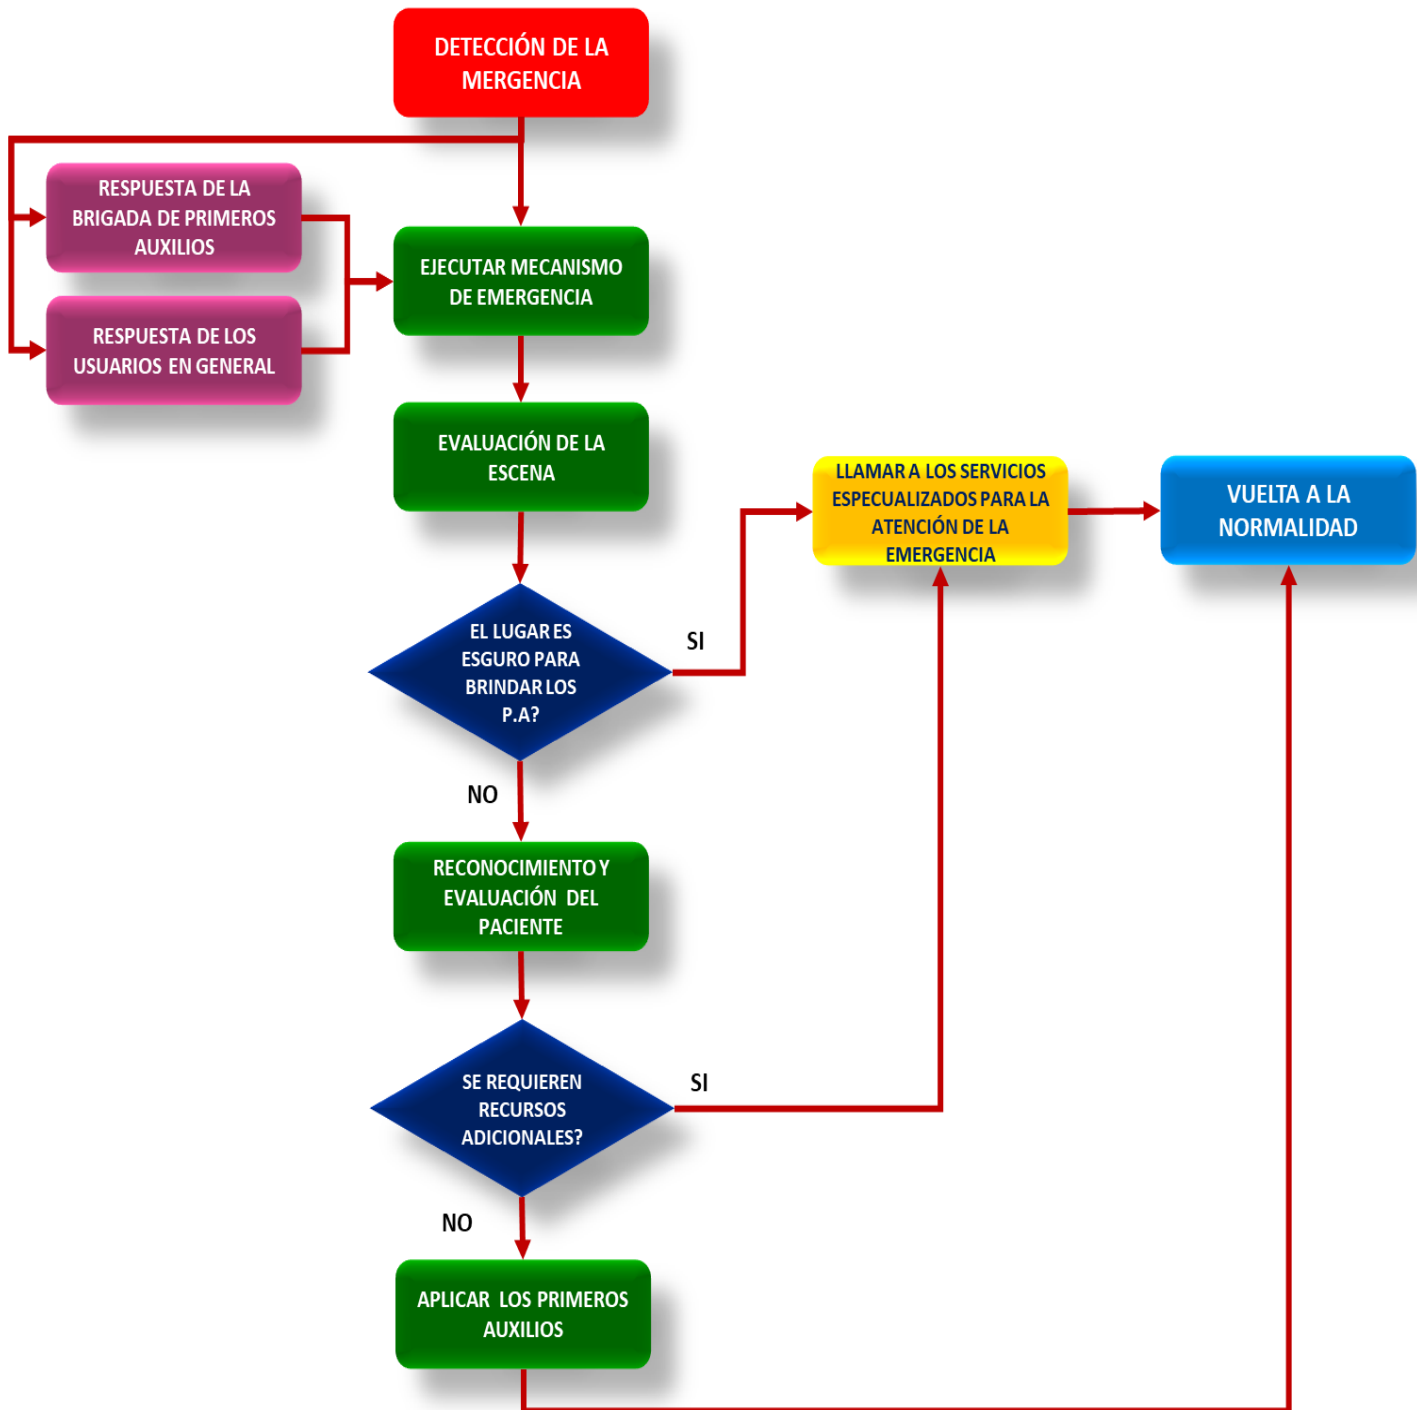 DETECCIÓN DE LA
MERGENCIA
RESPUESTA DE LA
BRIGADA DE PRIMEROS
AUXILIOS
EJECUTAR MECANISMO
DE EMERGENCIA
RESPUESTA DE LOS
USUARIOS EN GENERAL
EVALUACIÓN DE LA
ESCENA
LLAMAR A LOS SERVICIOS
ESPECUALIZADOS PARA LA
ATENCIÓN DE LA
EMERGENCIA
VUELTA A LA
NORMALIDAD
EL LUGAR ES
ESGURO PARA
BRINDAR LOS
P.A?
SI
NO
RECONOCIMIENTO Y
EVALUACIÓN DEL
PACIENTE
SE REQUIEREN
RECURSOS
ADICIONALES?
SI
NO
APLICAR LOS PRIMEROS
AUXILIOS